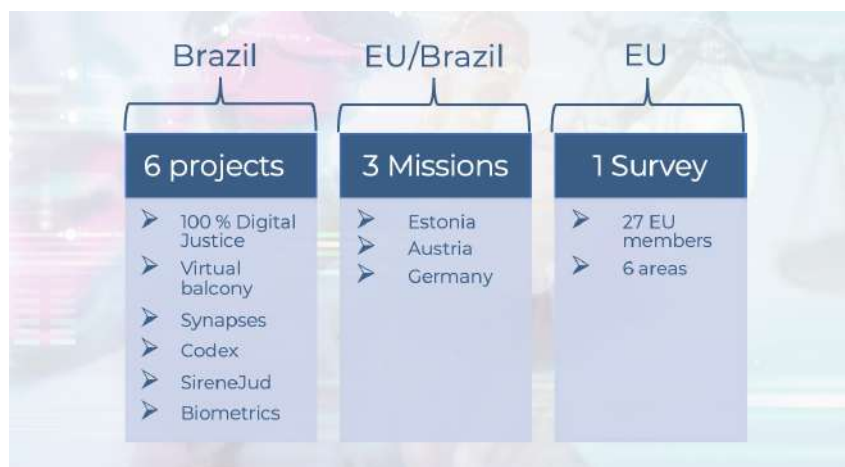 Brazil
6 projects
100 % Digital
Justice
Virtual
balcony
Synapses
Codex
SireneJud
Biometrics
EU/Brazil
3 Missions
Estonia
Austria
Germany
EU
1 Survey
27 EU
members
6 areas